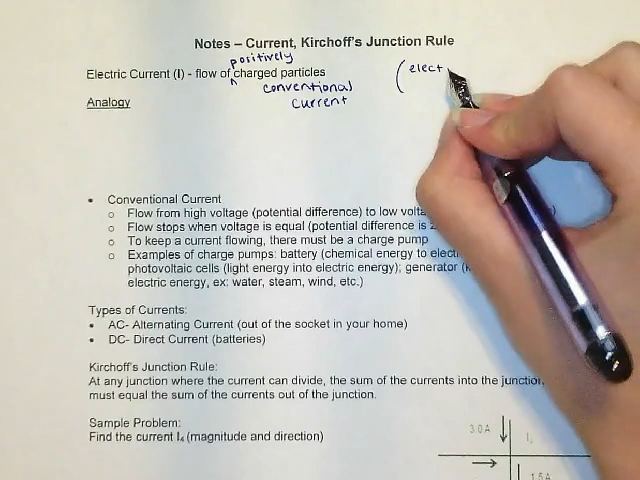 Notes – Current, Kirchoff's Junction Rule
positively
Electric Current (I) - flow of ^ charged particles
(elect
conventional
current
Analogy
• Conventional Current
o Flow from high voltage (potential difference) to low
o Flow stops when voltage is equal (potential difference is
o To keep a current flowing, there must be a charge pump
o Examples of charge pumps: battery (chemical energy to
photovoltaic cells (light energy into electric energy); generator
electric energy, ex: water, steam, wind, etc.)
Types of Currents:
• AC- Alternating Current (out of the socket in your home)
• DC- Direct Current (batteries)
Kirchoff's Junction Rule:
At any junction where the current can divide, the sum of the currents into the junction,
must equal the sum of the currents out of the junction.
Sample Problem:
Find the current I₄ (magnitude and direction)
3.0A
1.5A